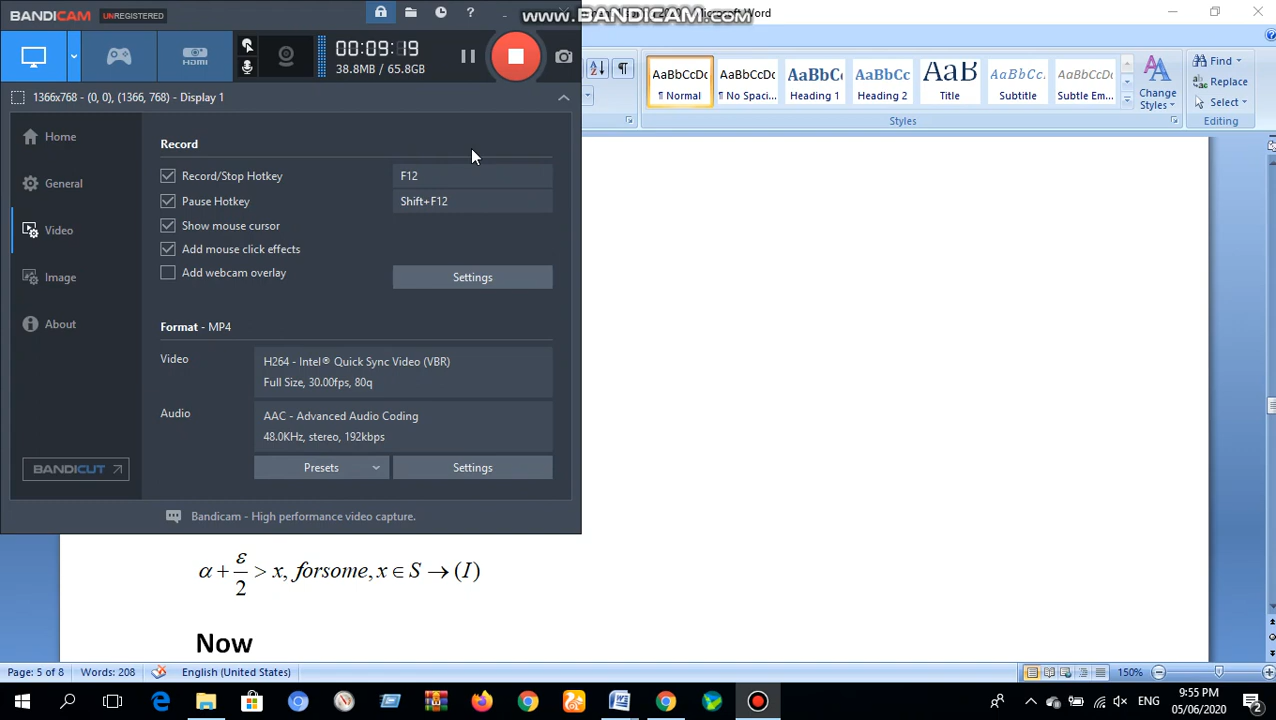 BANDICAM UNREGISTERED
www.BANDICAM.com
Microsoft Word
00:09:19
38.8MB / 65.8GB
HDMI
1366x768 - (0, 0), (1366, 768) - Display 1
Home
General
Video
Image
About
BANDICUT
Record
Record/Stop Hotkey F12
Pause Hotkey Shift+F12
Show mouse cursor
Add mouse click effects
Add webcam overlay Settings
Format - MP4
Video H264 - Intel® Quick Sync Video (VBR)
Full Size, 30.00fps, 80q
Audio AAC - Advanced Audio Coding
48.0KHz, stereo, 192kbps
Presets Settings
Bandicam - High performance video capture.
AaBbCcDc AaBbCcDc AaBbC AaBbCc AaB AaBbCc. AaBbCcDc
¶ Normal ¶ No Spaci... Heading 1 Heading 2 Title Subtitle Subtle Em...
Change Styles
Styles
Find
Replace
Select
Editing
α + ε/2 > x, forsome, x ∈ S → (I)
Now
Page: 5 of 8 Words: 208 English (United States) 150%
9:55 PM
05/06/2020
2